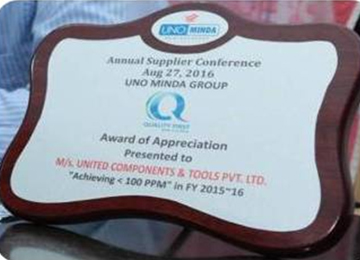 UNO MINDA
Annual Supplier Conference
Aug 27, 2016
UNO MINDA GROUP
QUALITY FIRST
Award of Appreciation
Presented to
M/s, UNITED COMPONENTS & TOOLS PVT. LTD.
"Achieving < 100 PPM" in FY 2015~16